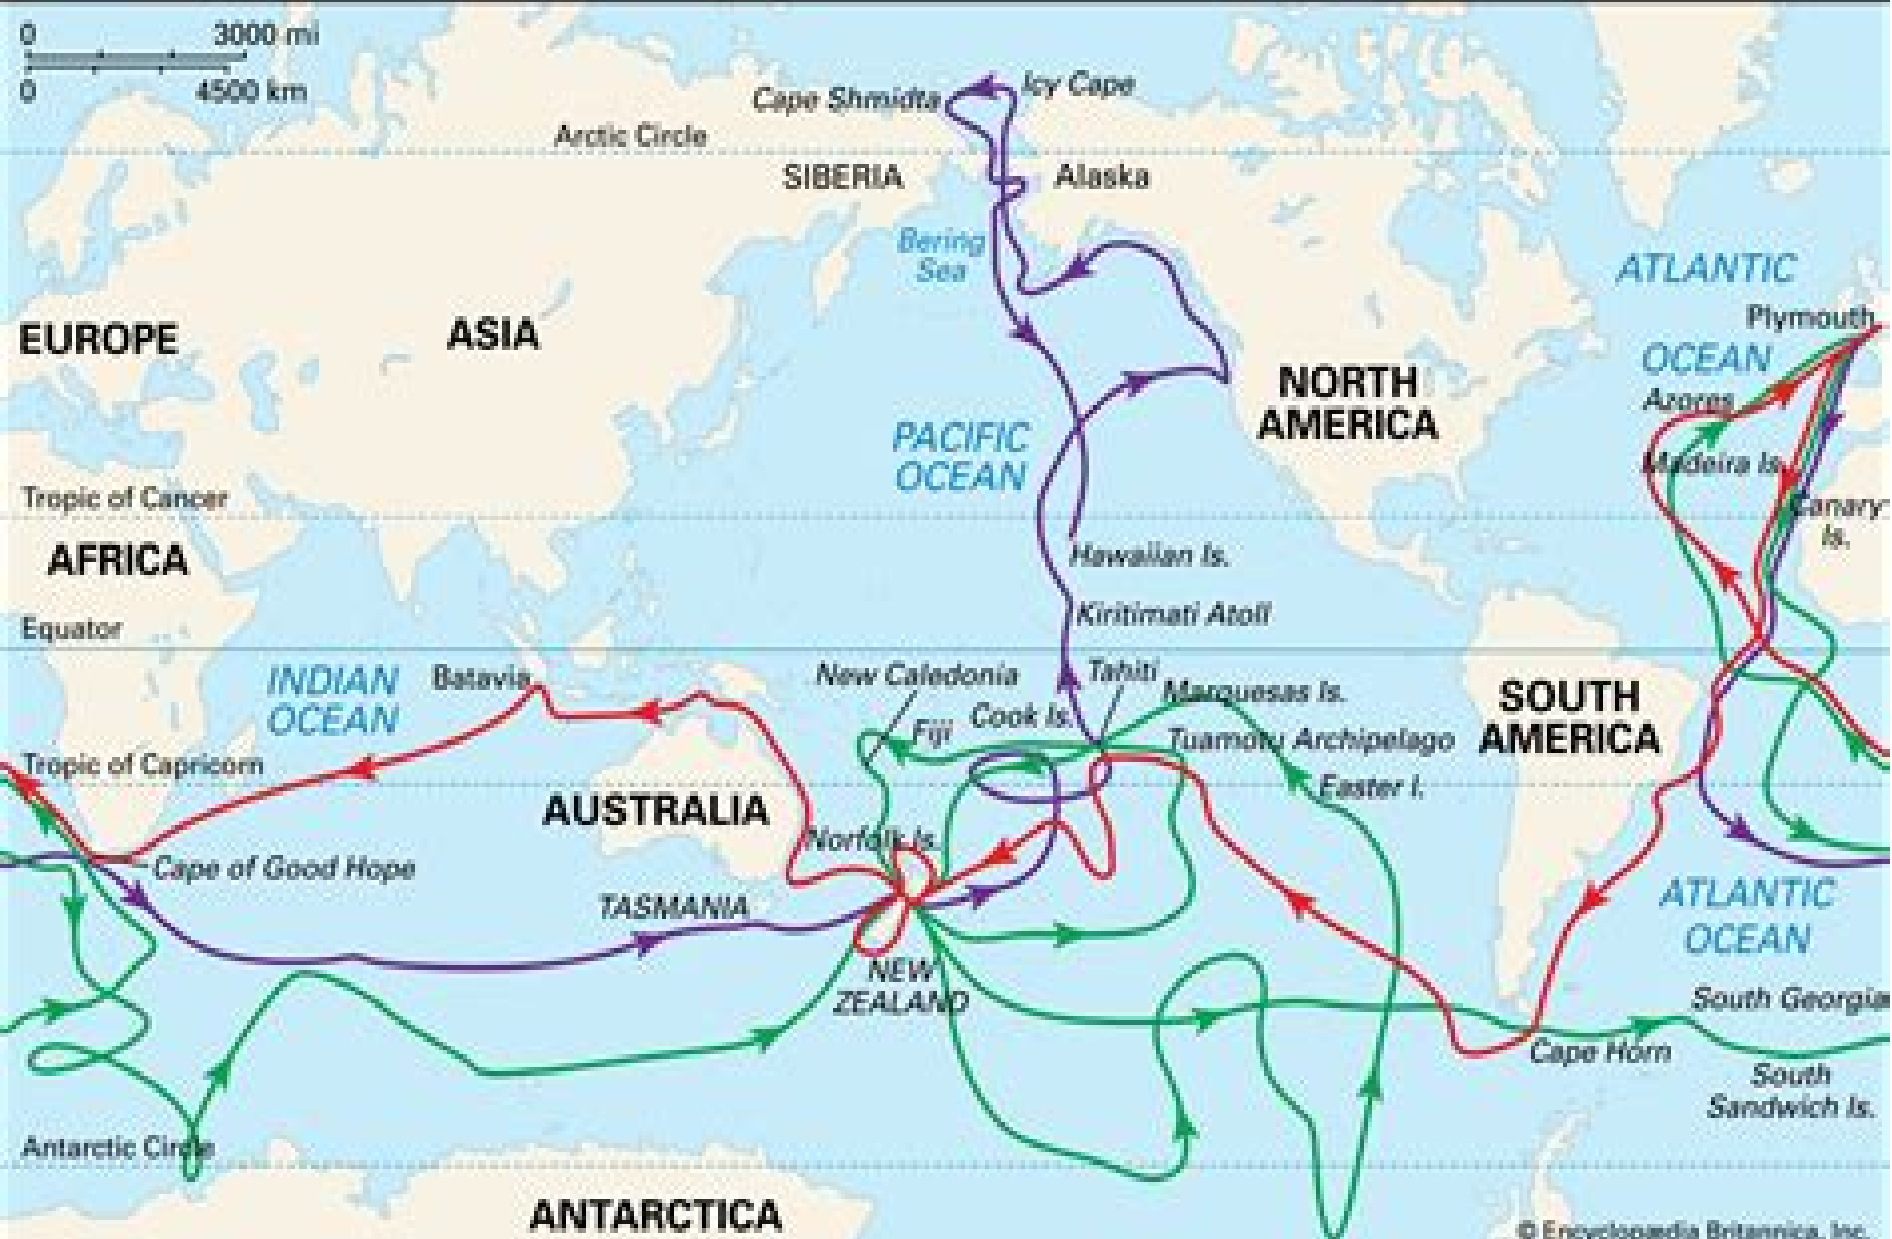 0 3000 mi
0 4500 km
Cape Shmidta
Icy Cape
Arctic Circle
SIBERIA
Alaska
Bering
Sea
ATLANTIC
OCEAN
Plymouth
EUROPE
ASIA
NORTH
AMERICA
Azores
Madeira Is.
Canary
Is.
PACIFIC
OCEAN
Tropic of Cancer
AFRICA
Hawaiian Is.
Kiritimati Atoll
Equator
INDIAN
OCEAN
Batavia
New Caledonia
Tahiti
Marquesas Is.
Fiji
Cook Is.
Tuamotu Archipelago
SOUTH
AMERICA
Tropic of Capricorn
Easter I.
AUSTRALIA
Norfolk Is.
Cape of Good Hope
TASMANIA
ATLANTIC
OCEAN
NEW
ZEALAND
South Georgia
Cape Horn
South
Sandwich Is.
Antarctic Circle
ANTARCTICA
© Encyclopædia Britannica, Inc.